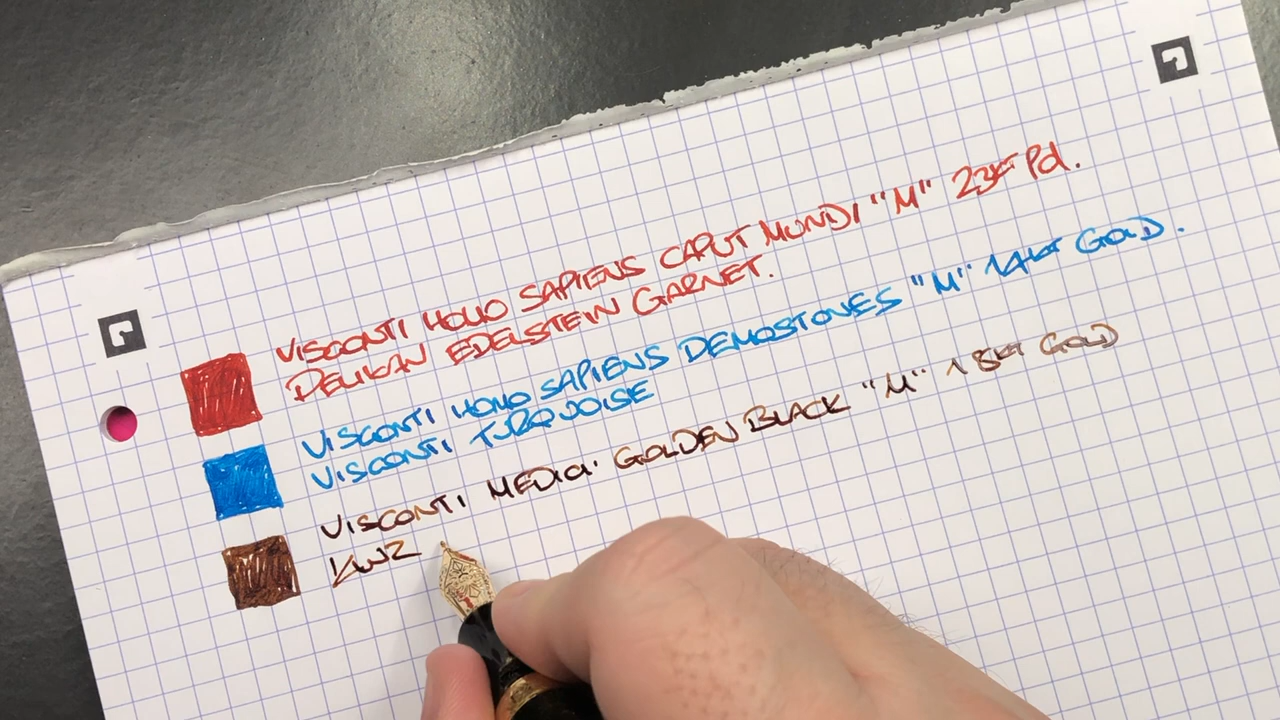 VISCONTI HOMO SAPIENS CAPUT MUNDI "M" 23KT Pd.
PELIKAN EDELSTEIN GARNET.
VISCONTI HOMO SAPIENS DEMOSTONES "M" 14KT GOLD.
VISCONTI TURQUOISE
VISCONTI MEDICI GOLDEN BLACK "M" 18KT GOLD
KWZ